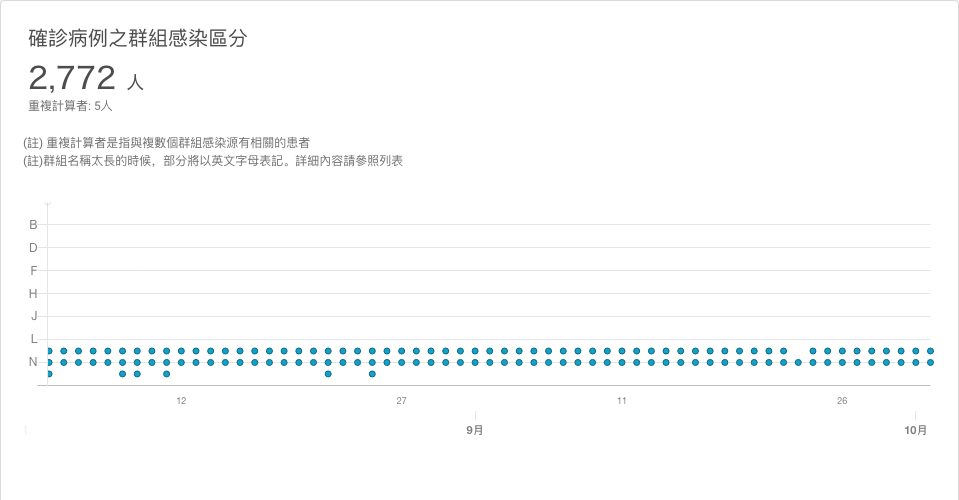 確診病例之群組感染區分
2,772 人
重複計算者: 5人
(註) 重複計算者是指與複數個群組感染源有相關的患者
(註)群組名稱太長的時候，部分將以英文字母表記。詳細內容請參照列表
B
D
F
H
J
L
N
12 27 11 26
9月 10月